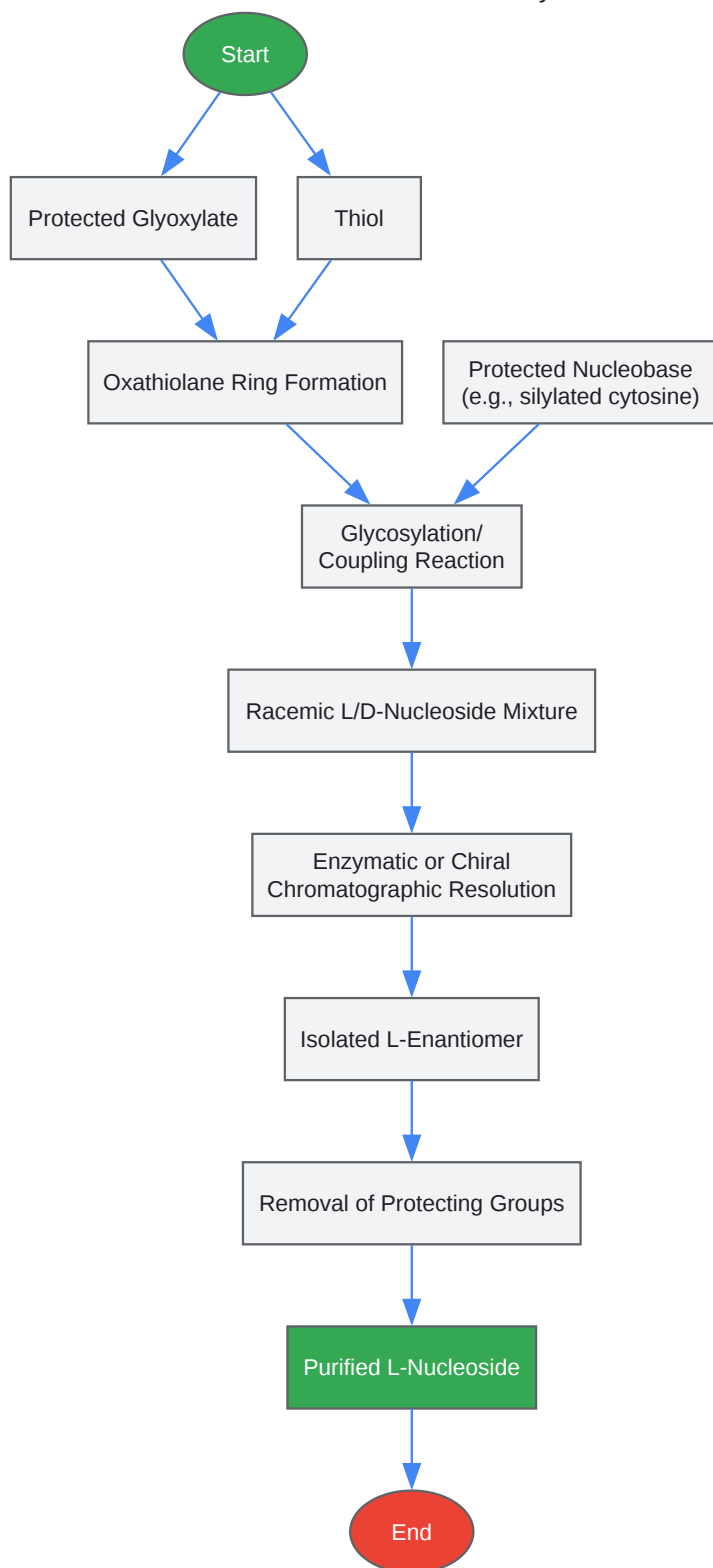 Start
Protected Glyoxylate
Thiol
Oxathiolane Ring Formation
Protected Nucleobase
(e.g., silylated cytosine)
Glycosylation/
Coupling Reaction
Racemic L/D-Nucleoside Mixture
Enzymatic or Chiral
Chromatographic Resolution
Isolated L-Enantiomer
Removal of Protecting Groups
Purified L-Nucleoside
End